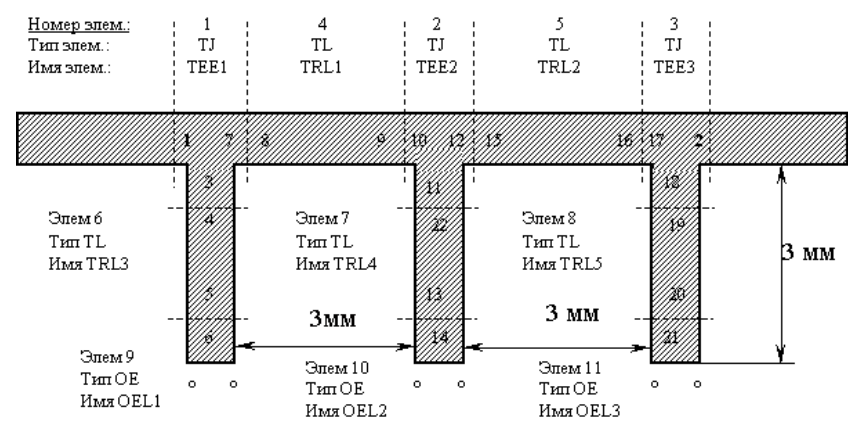 Номер элем.: 1 4 2 5 3
Тип элем.: TJ TL TJ TL TJ
Имя элем.: TEE1 TRL1 TEE2 TRL2 TEE3
1 7 8 9 10 12 15 16 17 2
3 11 18
4 22 19
Элем 6
Тип TL
Имя TRL3
Элем 7
Тип TL
Имя TRL4
Элем 8
Тип TL
Имя TRL5
3 мм
5 13 20
3мм
3 мм
6 14 21
Элем 9
Тип OE
Имя OEL1
Элем 10
Тип OE
Имя OEL2
Элем 11
Тип OE
Имя OEL3